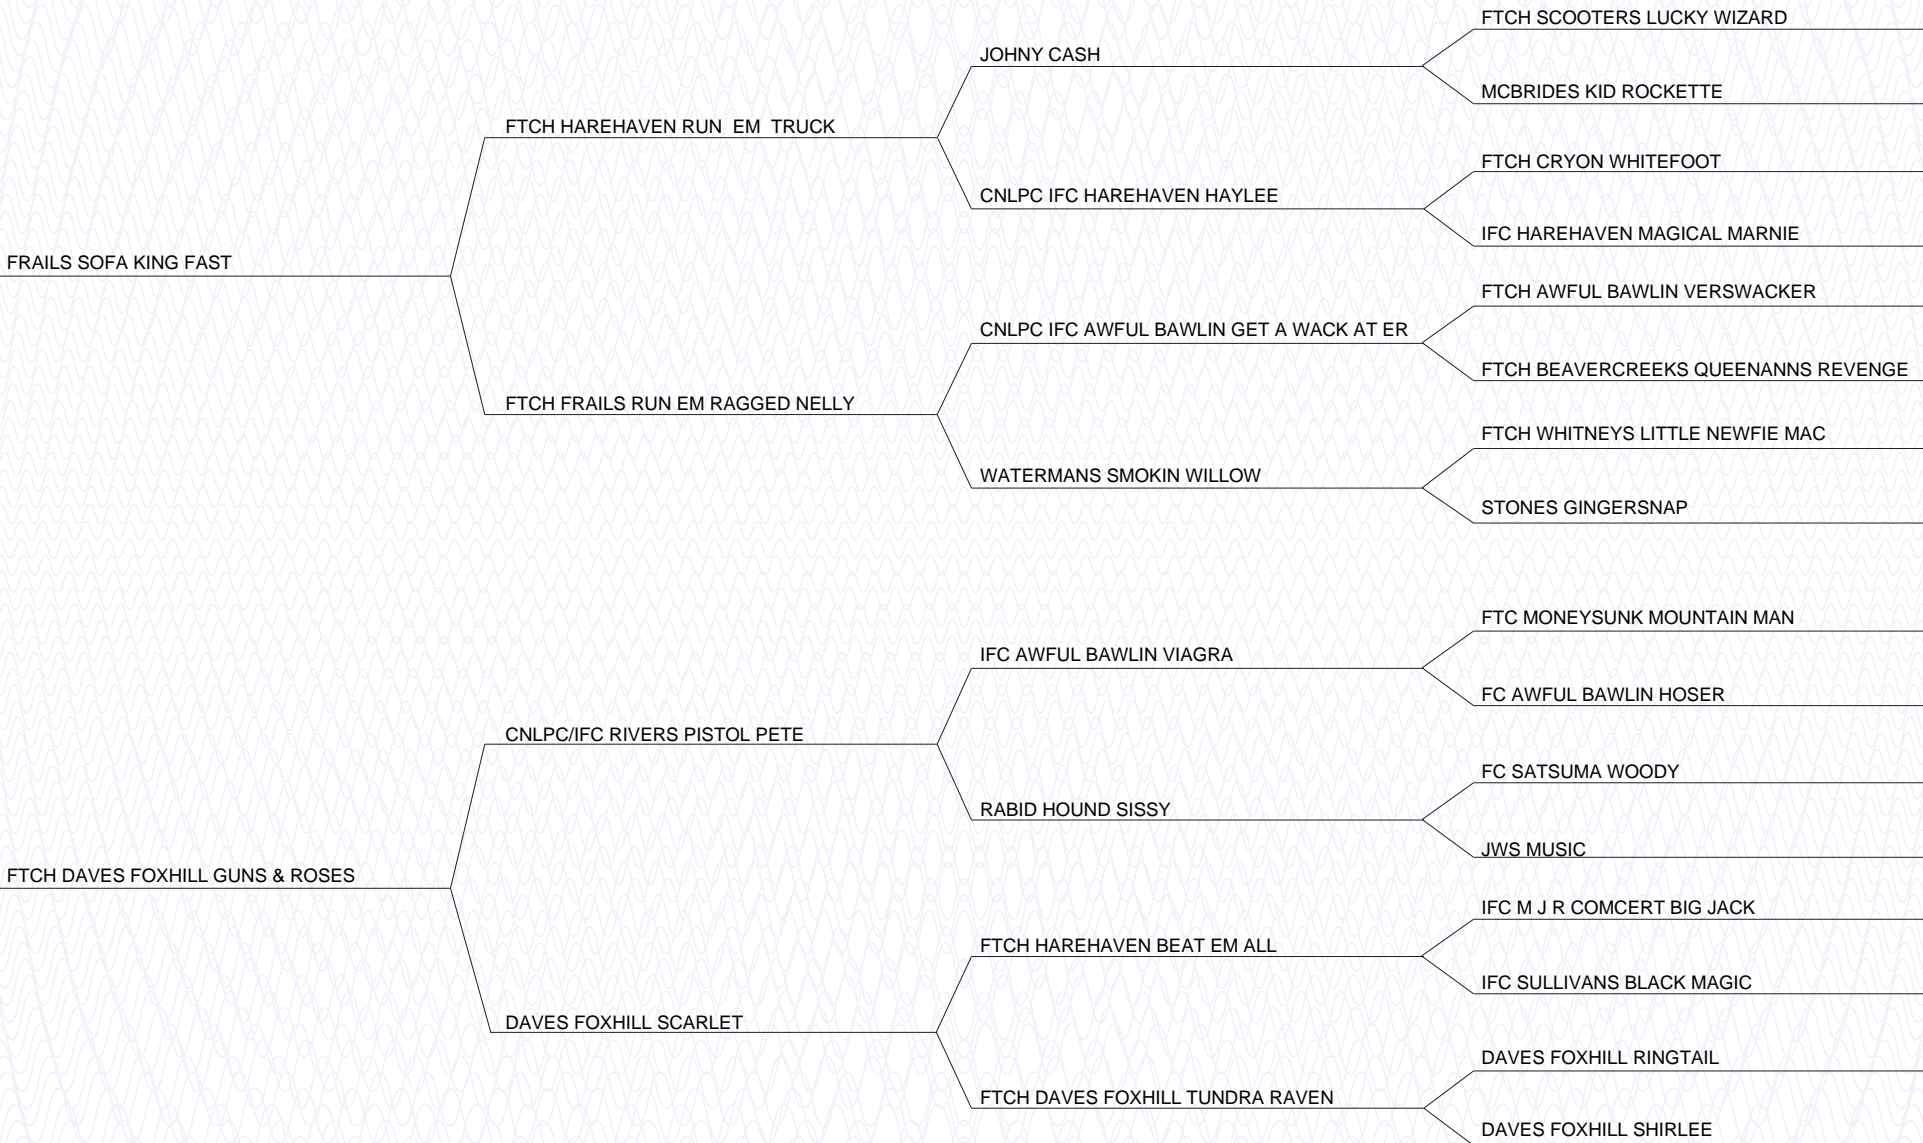 FTCH SCOOTERS LUCKY WIZARD
JOHNY CASH
MCBRIDES KID ROCKETTE
FTCH HAREHAVEN RUN  EM  TRUCK
FTCH CRYON WHITEFOOT
CNLPC IFC HAREHAVEN HAYLEE
IFC HAREHAVEN MAGICAL MARNIE
FRAILS SOFA KING FAST
FTCH AWFUL BAWLIN VERSWACKER
CNLPC IFC AWFUL BAWLIN GET A WACK AT ER
FTCH BEAVERCREEKS QUEENANNS REVENGE
FTCH FRAILS RUN EM RAGGED NELLY
FTCH WHITNEYS LITTLE NEWFIE MAC
WATERMANS SMOKIN WILLOW
STONES GINGERSNAP
FTC MONEYSUNK MOUNTAIN MAN
IFC AWFUL BAWLIN VIAGRA
FC AWFUL BAWLIN HOSER
CNLPC/IFC RIVERS PISTOL PETE
FC SATSUMA WOODY
RABID HOUND SISSY
JWS MUSIC
FTCH DAVES FOXHILL GUNS & ROSES
IFC M J R COMCERT BIG JACK
FTCH HAREHAVEN BEAT EM ALL
IFC SULLIVANS BLACK MAGIC
DAVES FOXHILL SCARLET
DAVES FOXHILL RINGTAIL
FTCH DAVES FOXHILL TUNDRA RAVEN
DAVES FOXHILL SHIRLEE